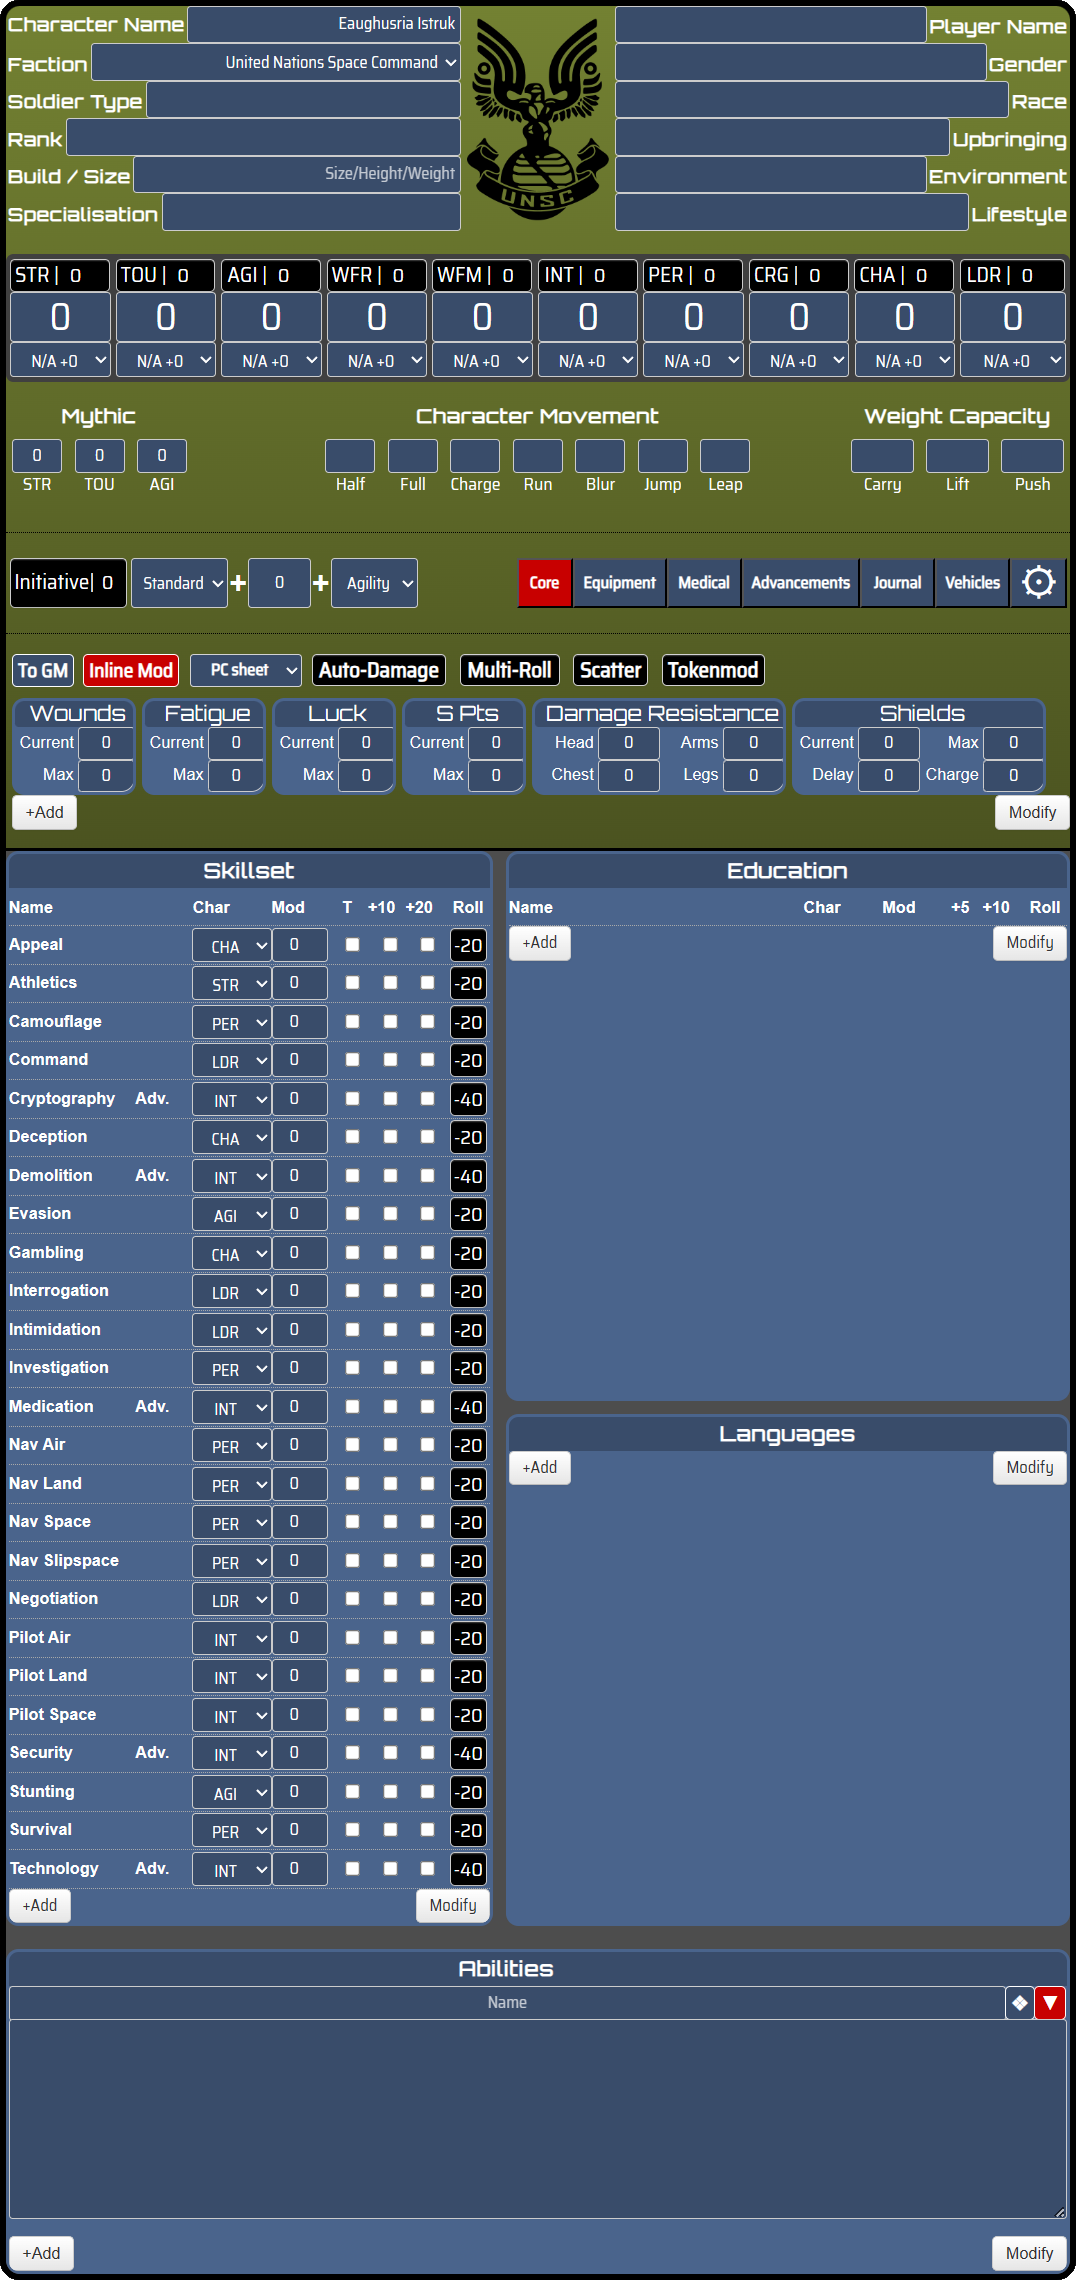 Character Name Eaughusria Istruk Player Name
Faction United Nations Space Command Gender
Soldier Type Race
Rank Upbringing
Build / Size Size/Height/Weight Environment
Specialisation Lifestyle
UNSC
STR | 0 TOU | 0 AGI | 0 WFR | 0 WFM | 0 INT | 0 PER | 0 CRG | 0 CHA | 0 LDR | 0
0 0 0 0 0 0 0 0 0 0
N/A +0 N/A +0 N/A +0 N/A +0 N/A +0 N/A +0 N/A +0 N/A +0 N/A +0 N/A +0
Mythic Character Movement Weight Capacity
0 0 0
STR TOU AGI Half Full Charge Run Blur Jump Leap Carry Lift Push
Initiative| 0 Standard + 0 + Agility Core Equipment Medical Advancements Journal Vehicles
To GM Inline Mod PC sheet Auto-Damage Multi-Roll Scatter Tokenmod
Wounds Fatigue Luck S Pts Damage Resistance Shields
Current 0 Current 0 Current 0 Current 0 Head 0 Arms 0 Current 0 Max 0
Max 0 Max 0 Max 0 Max 0 Chest 0 Legs 0 Delay 0 Charge 0
+Add Modify
Skillset
Name Char Mod T +10 +20 Roll
Appeal CHA 0 -20
Athletics STR 0 -20
Camouflage PER 0 -20
Command LDR 0 -20
Cryptography Adv. INT 0 -40
Deception CHA 0 -20
Demolition Adv. INT 0 -40
Evasion AGI 0 -20
Gambling CHA 0 -20
Interrogation LDR 0 -20
Intimidation LDR 0 -20
Investigation PER 0 -20
Medication Adv. INT 0 -40
Nav Air PER 0 -20
Nav Land PER 0 -20
Nav Space PER 0 -20
Nav Slipspace PER 0 -20
Negotiation LDR 0 -20
Pilot Air INT 0 -20
Pilot Land INT 0 -20
Pilot Space INT 0 -20
Security Adv. INT 0 -40
Stunting AGI 0 -20
Survival PER 0 -20
Technology Adv. INT 0 -40
+Add Modify
Education
Name Char Mod +5 +10 Roll
+Add Modify
Languages
+Add Modify
Abilities
Name
+Add Modify